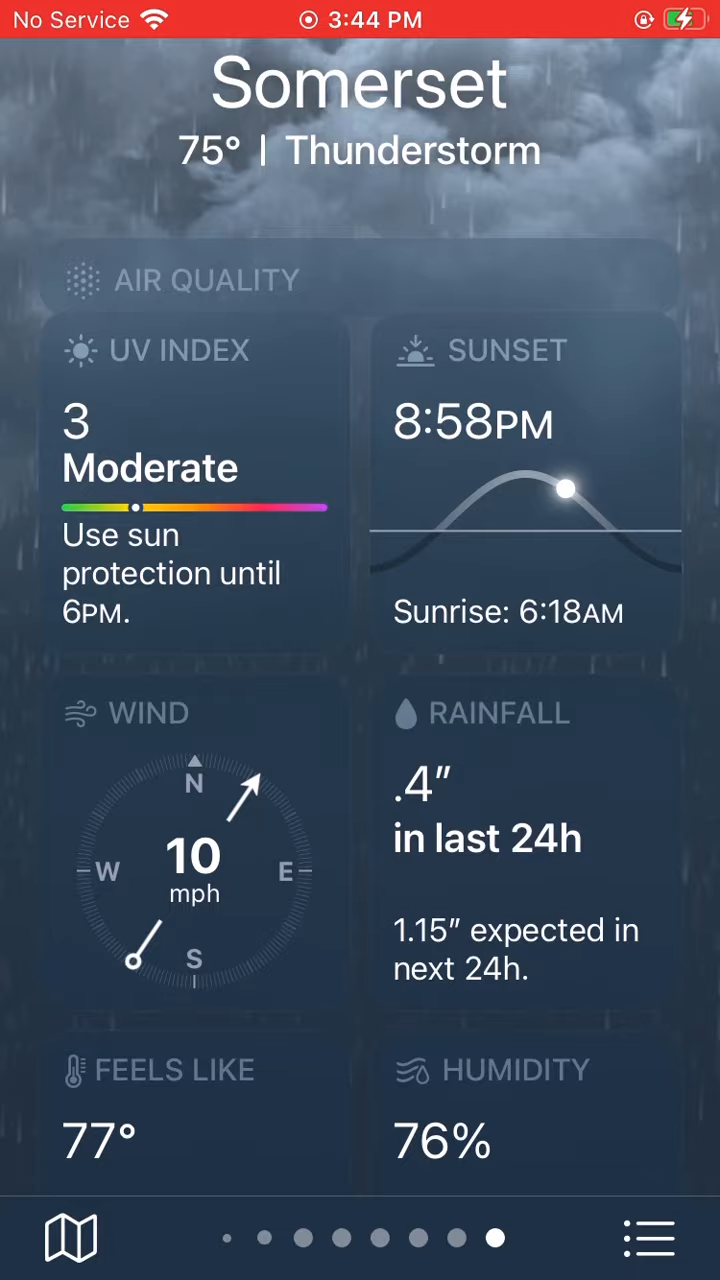 No Service 3:44 PM
Somerset
75° | Thunderstorm
AIR QUALITY
UV INDEX
3
Moderate
Use sun
protection until
6PM.
SUNSET
8:58PM
Sunrise: 6:18AM
WIND
N
W
E
S
10
mph
RAINFALL
.4″
in last 24h
1.15″ expected in
next 24h.
FEELS LIKE
77°
HUMIDITY
76%